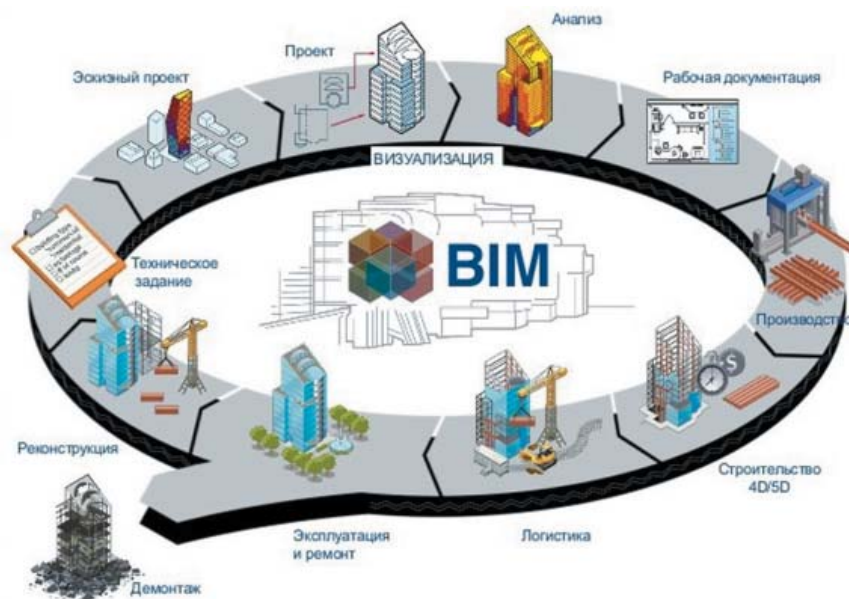 Анализ
Проект
Эскизный проект
Рабочая документация
ВИЗУАЛИЗАЦИЯ
BIM
Техническое
задание
Производство
Реконструкция
Строительство
4D/5D
Эксплуатация
и ремонт
Логистика
Демонтаж
$